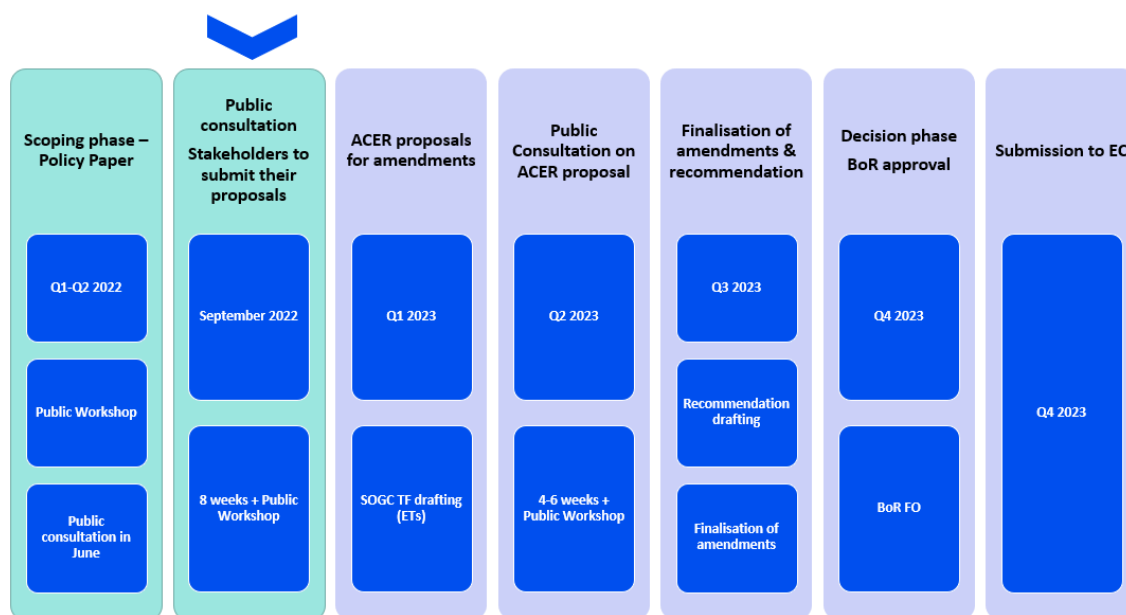 Scoping phase –
Policy Paper
Q1-Q2 2022
Public Workshop
Public
consultation in
June
Public
consultation
Stakeholders to
submit their
proposals
September 2022
8 weeks + Public
Workshop
ACER proposals
for amendments
Q1 2023
SOGC TF drafting
(ETs)
Public
Consultation on
ACER proposal
Q2 2023
4-6 weeks +
Public Workshop
Finalisation of
amendments &
recommendation
Q3 2023
Recommendation
drafting
Finalisation of
amendments
Decision phase
BoR approval
Q4 2023
BoR FO
Submission to EC
Q4 2023